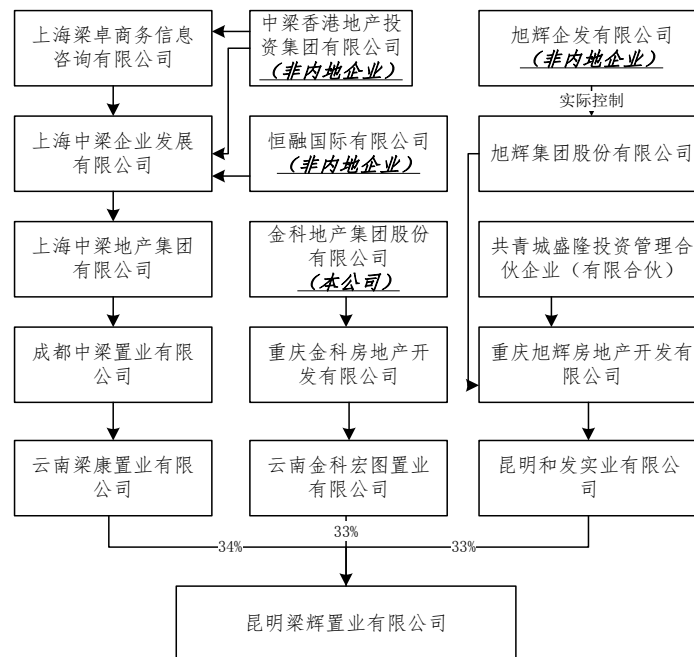 上海梁卓商务信息
咨询有限公司
中梁香港地产投
资集团有限公司
（非内地企业）
旭辉企发有限公司
（非内地企业）
实际控制
上海中梁企业发展
有限公司
恒融国际有限公司
（非内地企业）
旭辉集团股份有限公司
上海中梁地产集团
有限公司
金科地产集团股份
有限公司
（本公司）
共青城盛隆投资管理合
伙企业（有限合伙）
成都中梁置业有限
公司
重庆金科房地产开
发有限公司
重庆旭辉房地产开发有
限公司
云南梁康置业有限
公司
云南金科宏图置业
有限公司
昆明和发实业有限公
司
34%
33%
33%
昆明梁辉置业有限公司